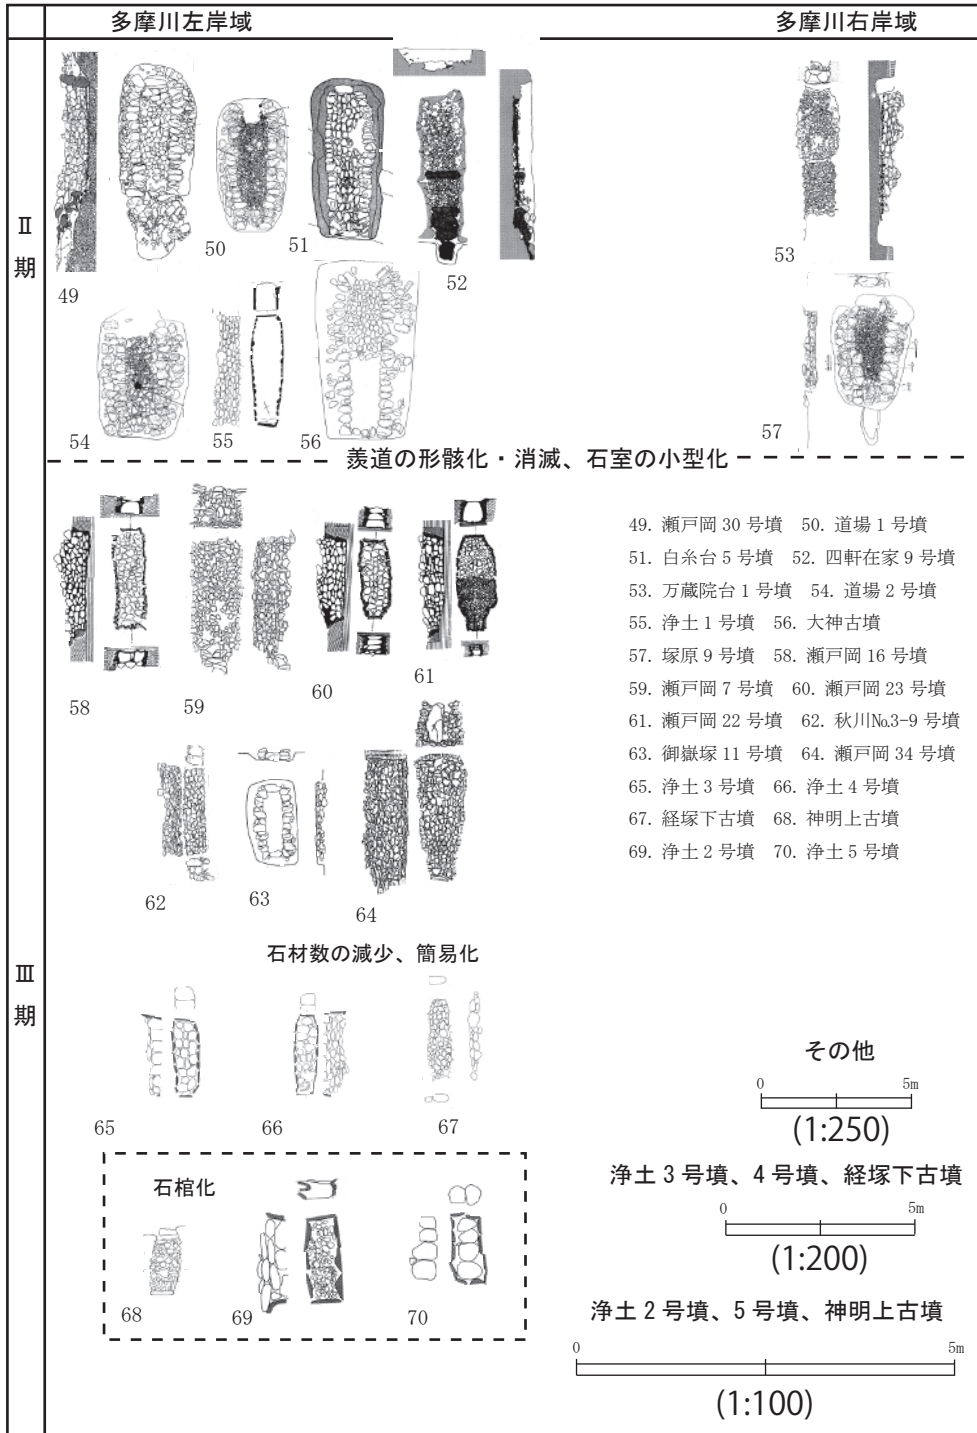 多摩川左岸域
多摩川右岸域
Ⅱ
期
49
50
51
52
53
54
55
56
57
羨道の形骸化・消滅、石室の小型化
58
59
60
61
62
63
64
49. 瀬戸岡 30 号墳 50. 道場 1 号墳
51. 白糸台 5 号墳 52. 四軒在家 9 号墳
53. 万蔵院台 1 号墳 54. 道場 2 号墳
55. 浄土 1 号墳 56. 大神古墳
57. 塚原 9 号墳 58. 瀬戸岡 16 号墳
59. 瀬戸岡 7 号墳 60. 瀬戸岡 23 号墳
61. 瀬戸岡 22 号墳 62. 秋川№3-9 号墳
63. 御嶽塚 11 号墳 64. 瀬戸岡 34 号墳
65. 浄土 3 号墳 66. 浄土 4 号墳
67. 経塚下古墳 68. 神明上古墳
69. 浄土 2 号墳 70. 浄土 5 号墳
Ⅲ
期
石材数の減少、簡易化
65
66
67
石棺化
68
69
70
その他
0 5m
(1:250)
浄土 3 号墳、4 号墳、経塚下古墳
0 5m
(1:200)
浄土 2 号墳、5 号墳、神明上古墳
0 5m
(1:100)